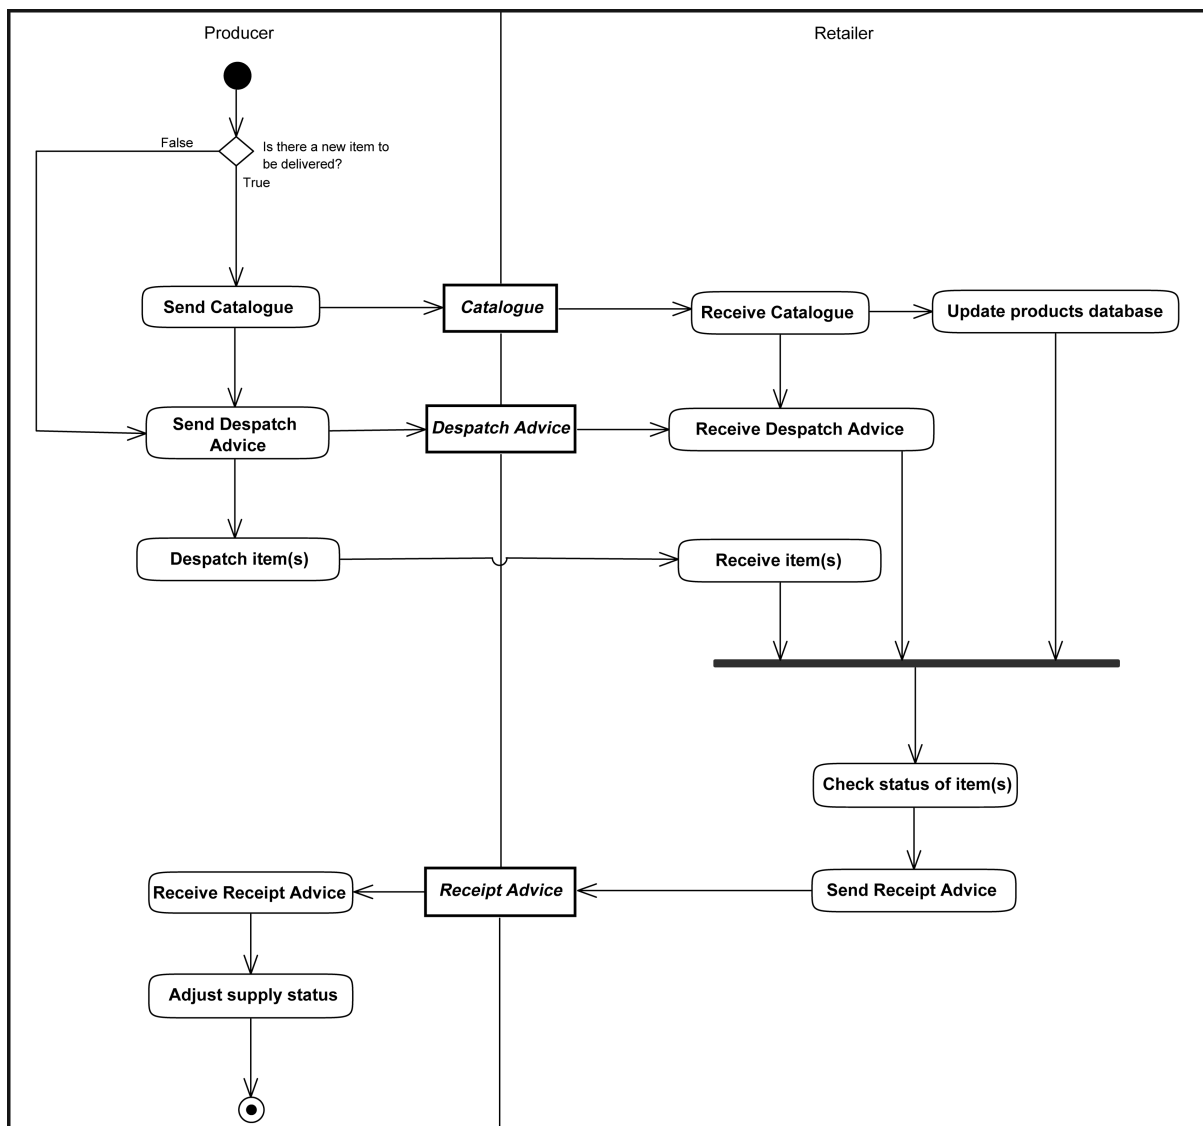 Producer
Retailer
False
Is there a new item to
be delivered?
True
Send Catalogue
Catalogue
Receive Catalogue
Update products database
Send Despatch
Advice
Despatch Advice
Receive Despatch Advice
Despatch item(s)
Receive item(s)
Check status of item(s)
Receive Receipt Advice
Receipt Advice
Send Receipt Advice
Adjust supply status